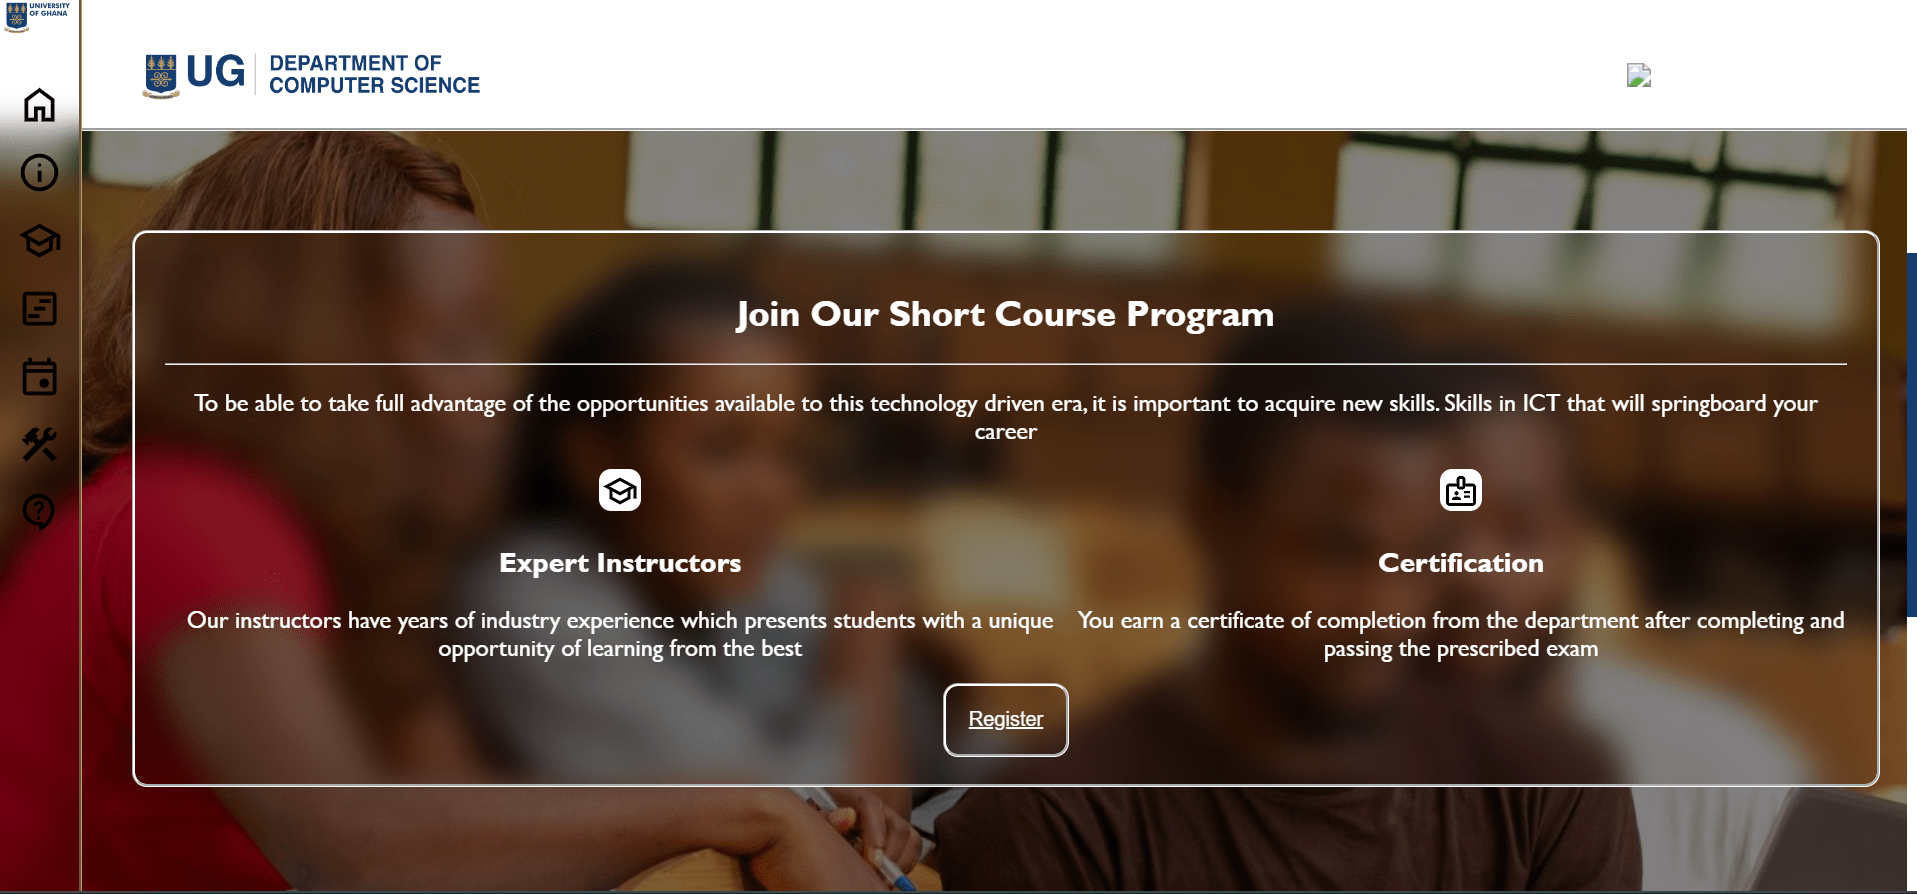 UNIVERSITY
OF GHANA
UG
DEPARTMENT OF
COMPUTER SCIENCE
Join Our Short Course Program
To be able to take full advantage of the opportunities available to this technology driven era, it is important to acquire new skills. Skills in ICT that will springboard your
career
Expert Instructors
Our instructors have years of industry experience which presents students with a unique
opportunity of learning from the best
Certification
You earn a certificate of completion from the department after completing and
passing the prescribed exam
Register